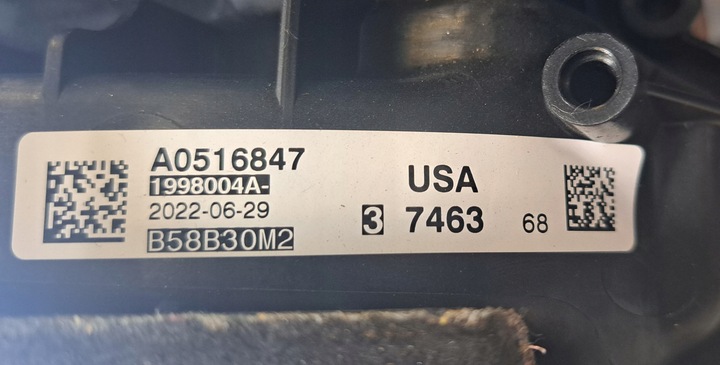 A0516847
1998004A-
2022-06-29
B58B30M2
USA
3 7463 68